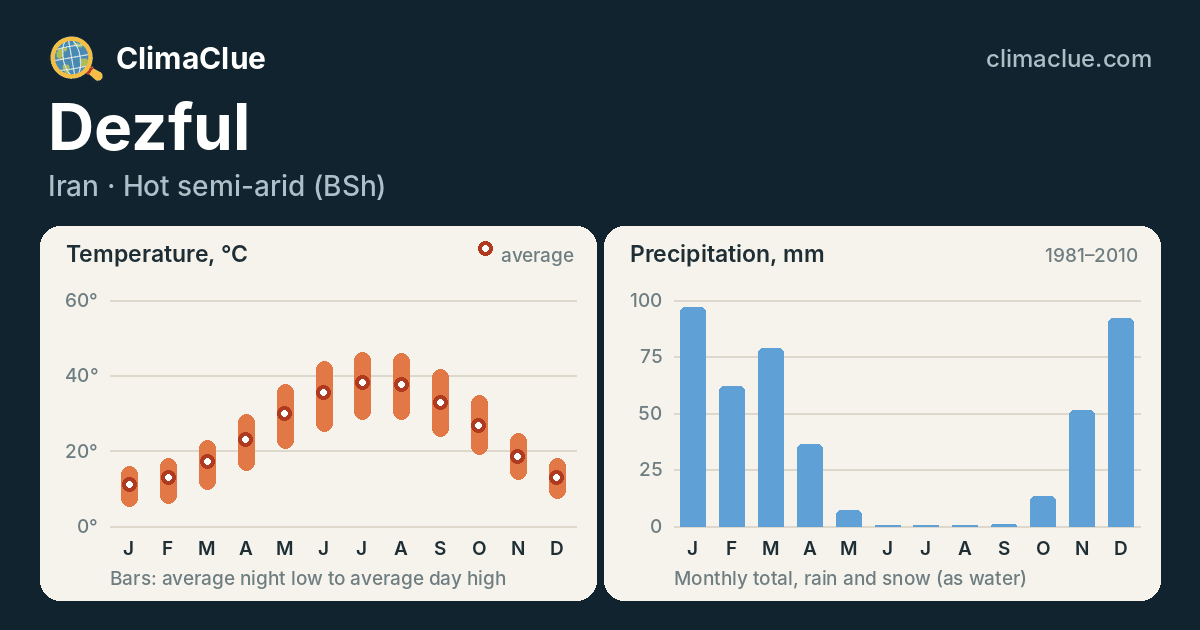 ClimaClue
climaclue.com
Dezful
Iran · Hot semi-arid (BSh)
Temperature, °C
average
60°
40°
20°
0°
J F M A M J J A S O N D
Bars: average night low to average day high
Precipitation, mm
1981–2010
100
75
50
25
0
J F M A M J J A S O N D
Monthly total, rain and snow (as water)